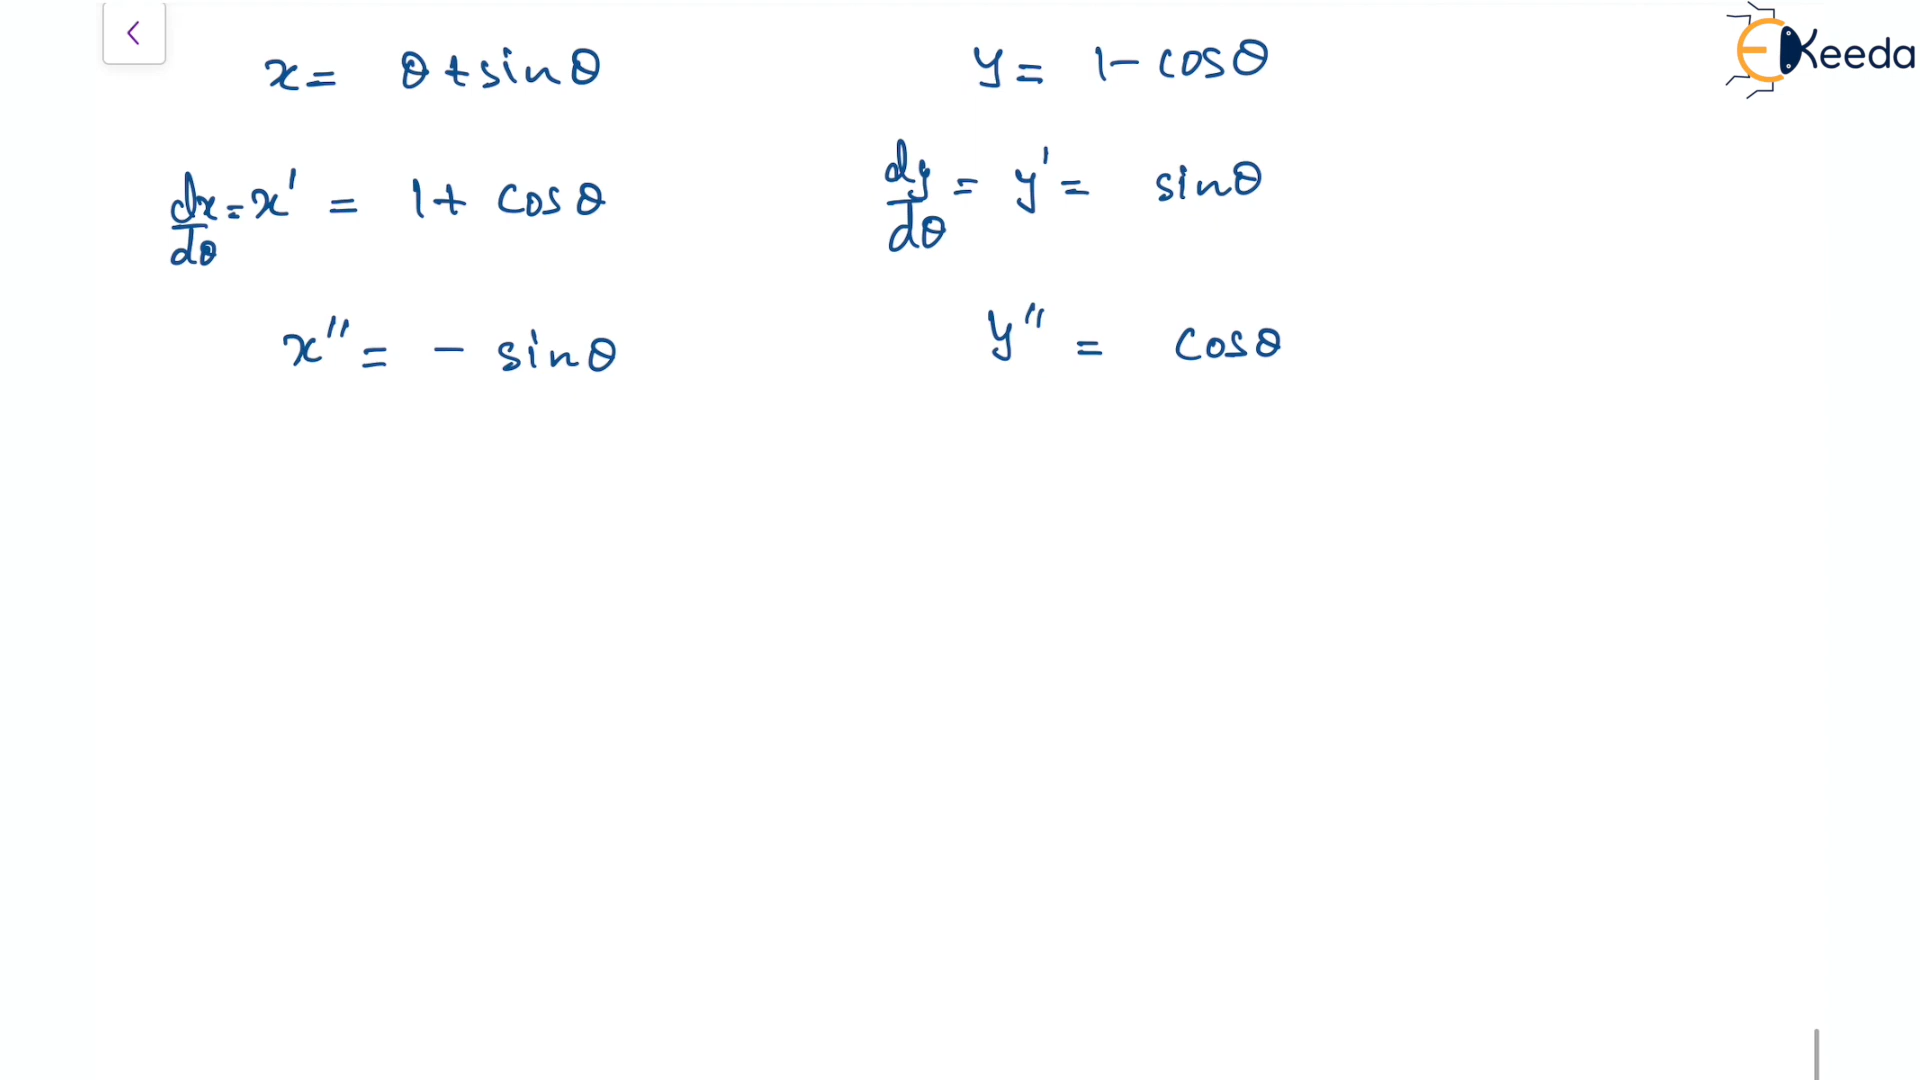 x = θ + sinθ
y = 1 - cosθ
EKeeda
dx/dθ = x' = 1 + cosθ
dy/dθ = y' = sinθ
x'' = - sinθ
y'' = cosθ